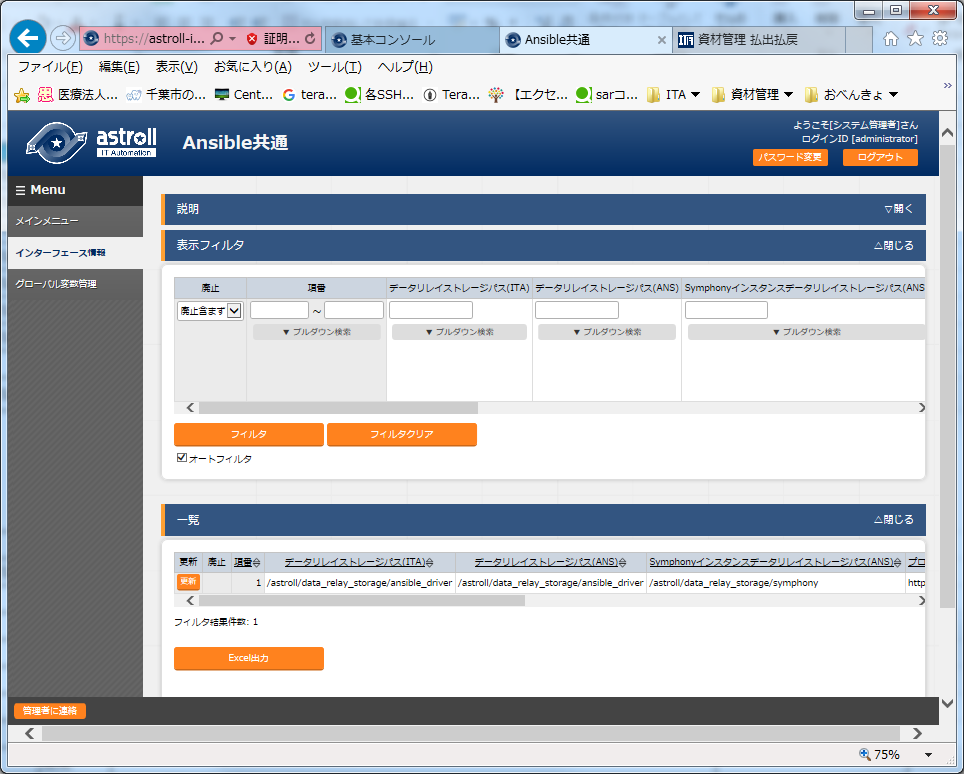 https://astroll-i...
証明...
基本コンソール
Ansible共通
資材管理 払出払戻
ファイル(F) 編集(E) 表示(V) お気に入り(A) ツール(T) ヘルプ(H)
医療法人... 千葉市の... Cent... tera... 各SSH... Tera... 【エクセ... sarコ... ITA 資材管理 おべんきょ
astroll
IT Automation
Ansible共通
ようこそ[システム管理者]さん
ログインID [administrator]
パスワード変更 ログアウト
☰ Menu
メインメニュー
インターフェース情報
グローバル変数管理
説明 ▽開く
表示フィルタ △閉じる
廃止 項番 データリレイストレージパス(ITA) データリレイストレージパス(ANS) Symphonyインスタンスデータリレイストレージパス(ANS
廃止含まず ～
▼ プルダウン検索 ▼ プルダウン検索 ▼ プルダウン検索 ▼ プルダウン検索
フィルタ フィルタクリア
オートフィルタ
一覧 △閉じる
更新 廃止 項番 データリレイストレージパス(ITA) データリレイストレージパス(ANS) Symphonyインスタンスデータリレイストレージパス(ANS) プロ
更新 1 /astroll/data_relay_storage/ansible_driver /astroll/data_relay_storage/ansible_driver /astroll/data_relay_storage/symphony http
フィルタ結果件数: 1
Excel出力
管理者に連絡
75%